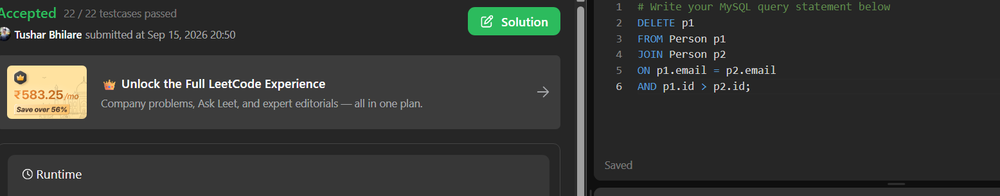 Accepted 22 / 22 testcases passed
Solution
Tushar Bhilare submitted at Sep 15, 2026 20:50
₹583.25/mo
Save over 56%
Unlock the Full LeetCode Experience
Company problems, Ask Leet, and expert editorials — all in one plan.
Runtime
1 # Write your MySQL query statement below
2 DELETE p1
3 FROM Person p1
4 JOIN Person p2
5 ON p1.email = p2.email
6 AND p1.id > p2.id;
Saved